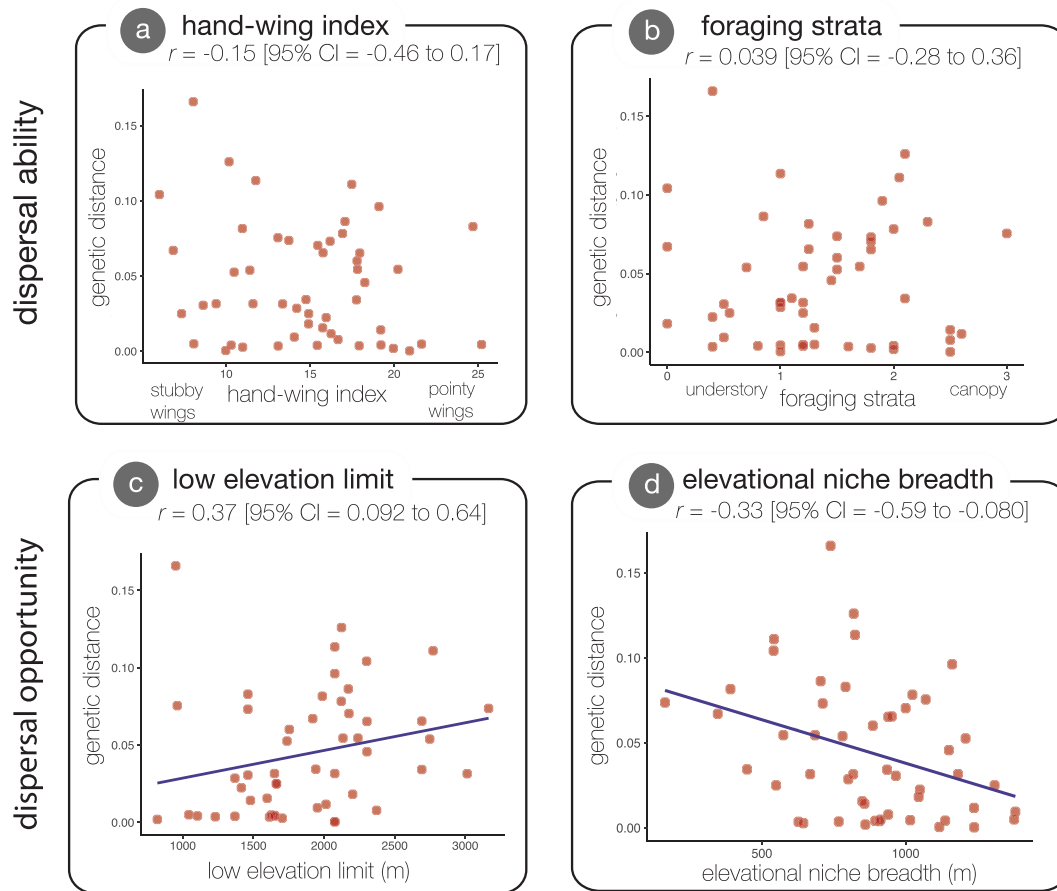 dispersal ability
a hand-wing index
r = -0.15 [95% CI = -0.46 to 0.17]
genetic distance
0.15
0.10
0.05
0.00
10
15
20
25
stubby
wings
hand-wing index
pointy
wings
b foraging strata
r = 0.039 [95% CI = -0.28 to 0.36]
genetic distance
0.15
0.10
0.05
0.00
0
1
2
3
understory
foraging strata
canopy
dispersal opportunity
c low elevation limit
r = 0.37 [95% CI = 0.092 to 0.64]
genetic distance
0.15
0.10
0.05
0.00
1000
1500
2000
2500
3000
low elevation limit (m)
d elevational niche breadth
r = -0.33 [95% CI = -0.59 to -0.080]
genetic distance
0.15
0.10
0.05
0.00
500
1000
elevational niche breadth (m)